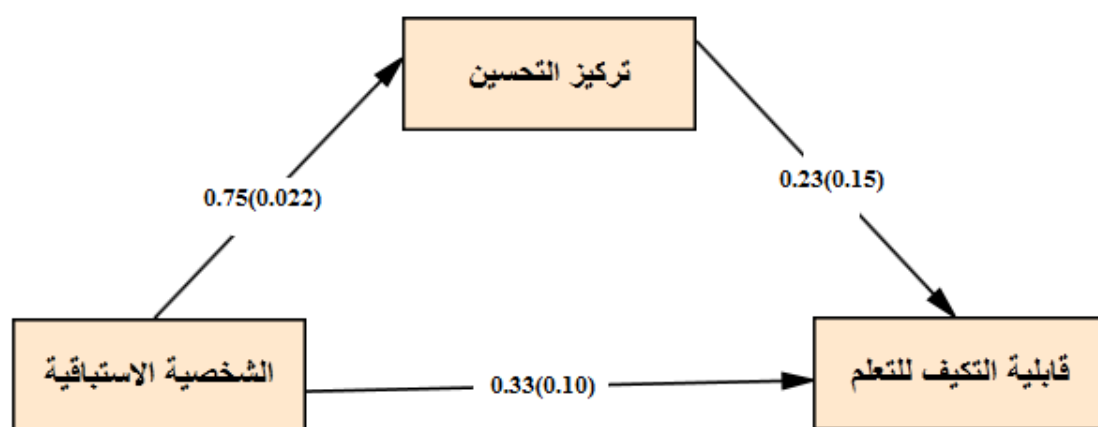 تركيز التحسين
0.75(0.022)
0.23(0.15)
الشخصية الاستباقية
0.33(0.10)
قابلية التكيف للتعلم